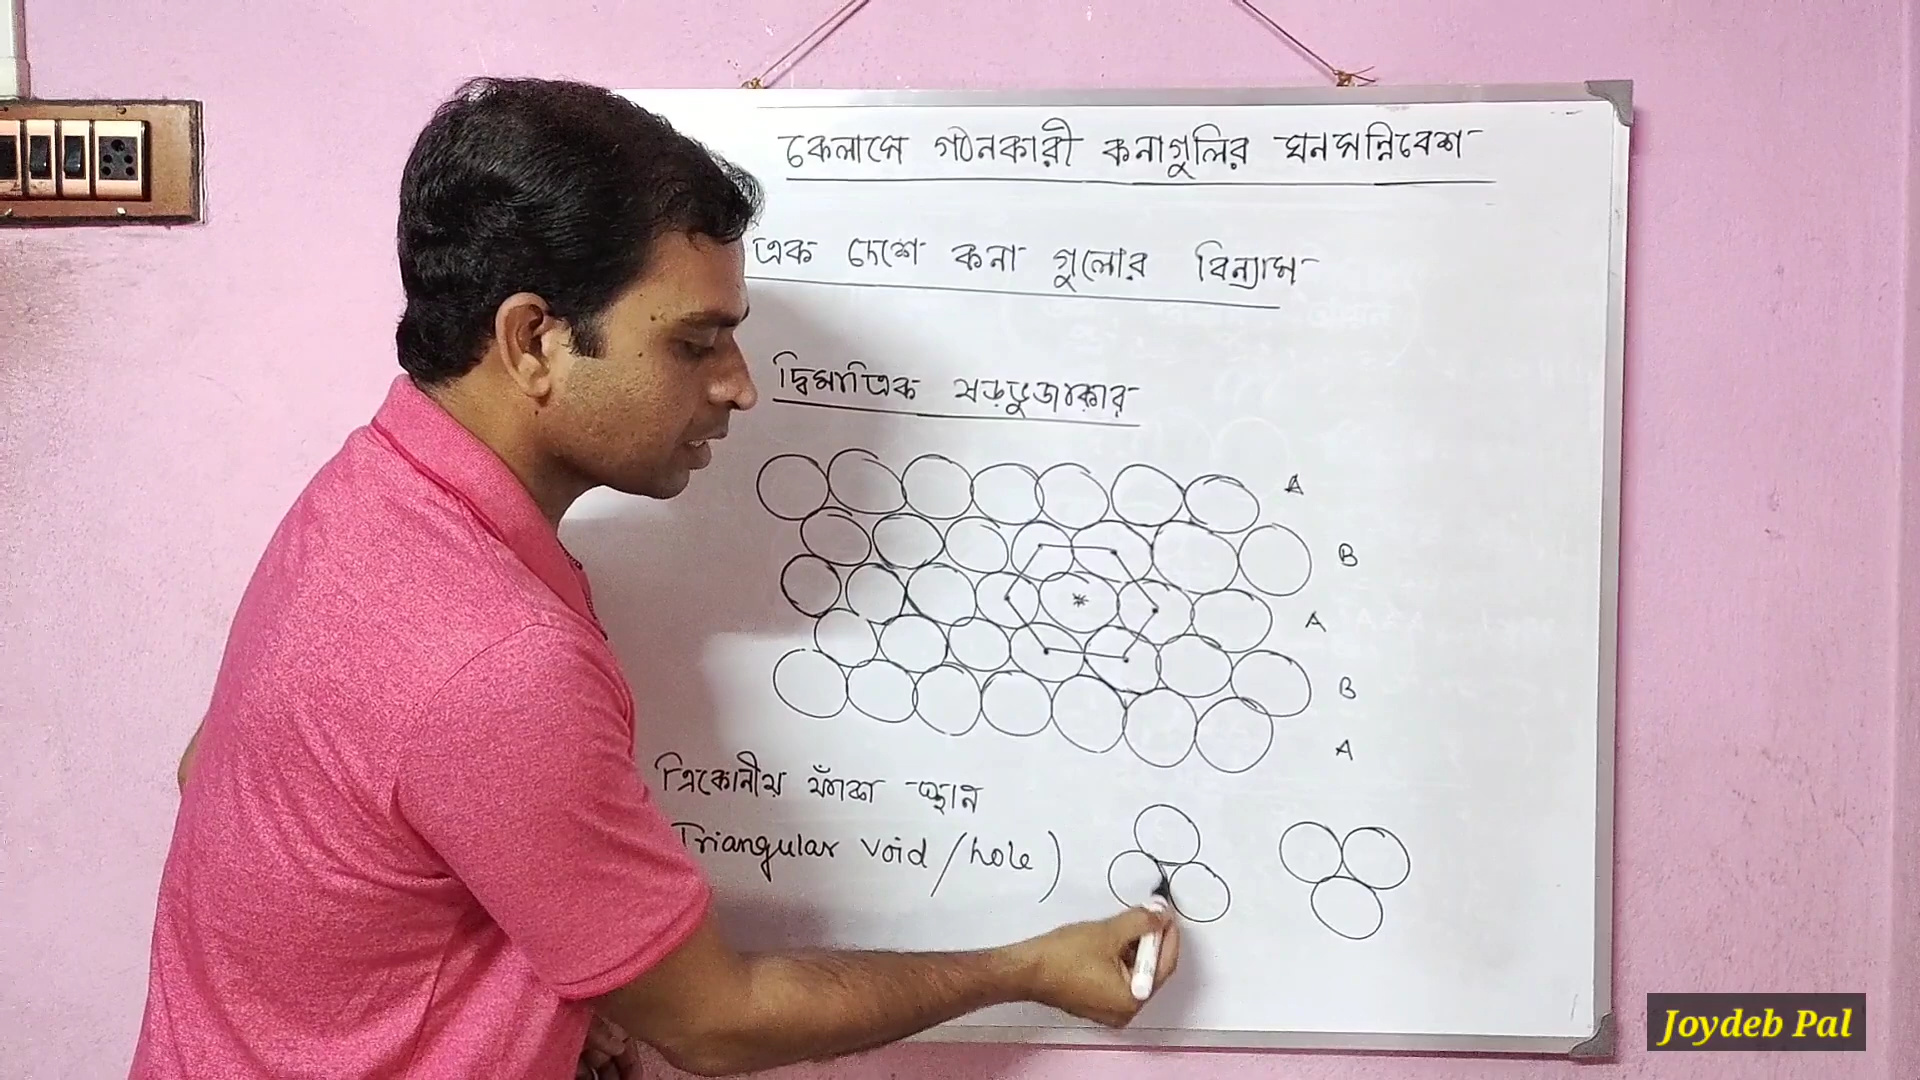 কেলাসে গঠনকারী কনাগুলির ঘনসন্নিবেশ
এক দেশে কনা গুলোর বিন্যাস
দ্বিমাত্রিক ষড়ভুজাকার
A
B
A
B
A
ত্রিকোনীয় ফাঁকা স্থান
Triangular void/hole)
Joydeb Pal